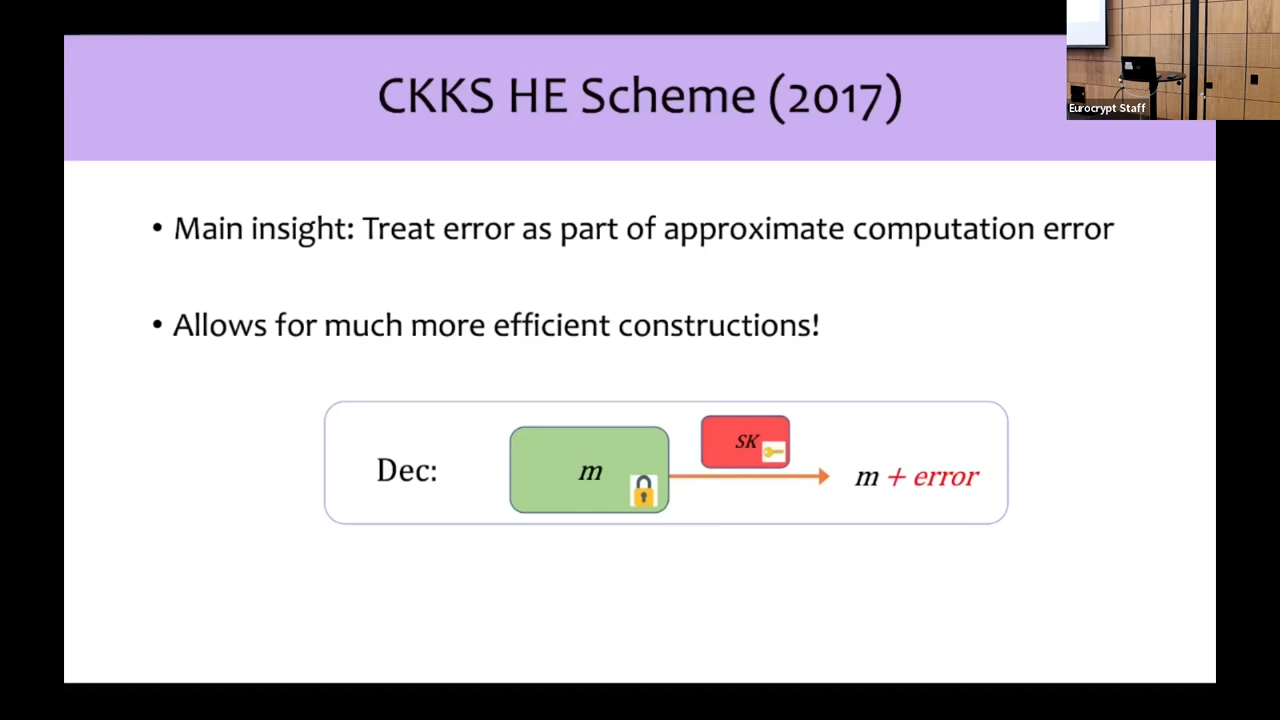 CKKS HE Scheme (2017)
Eurocrypt Staff
• Main insight: Treat error as part of approximate computation error
• Allows for much more efficient constructions!
Dec:
m
SK
m + error